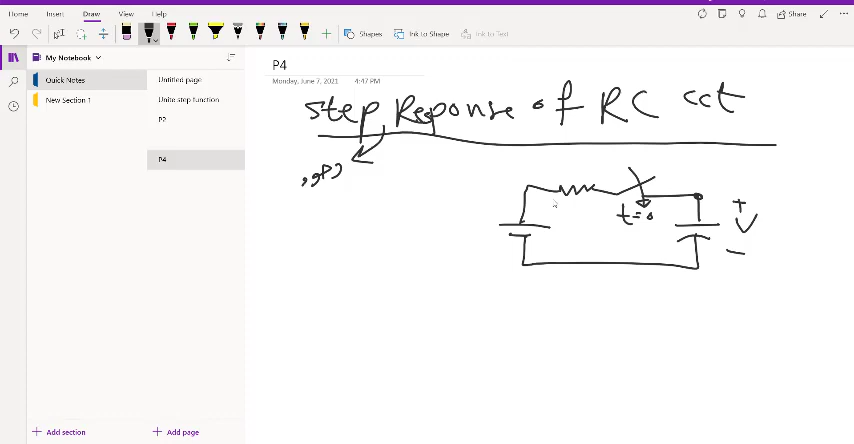 Home Insert Draw View Help Share
Shapes Ink to Shape Ink to Text
My Notebook
Quick Notes
New Section 1
Untitled page
Unite step function
P2
P4
Add section
Add page
P4
Monday, June 7, 2021 4:47 PM
Step Response of RC cct
t=0
+
V
−